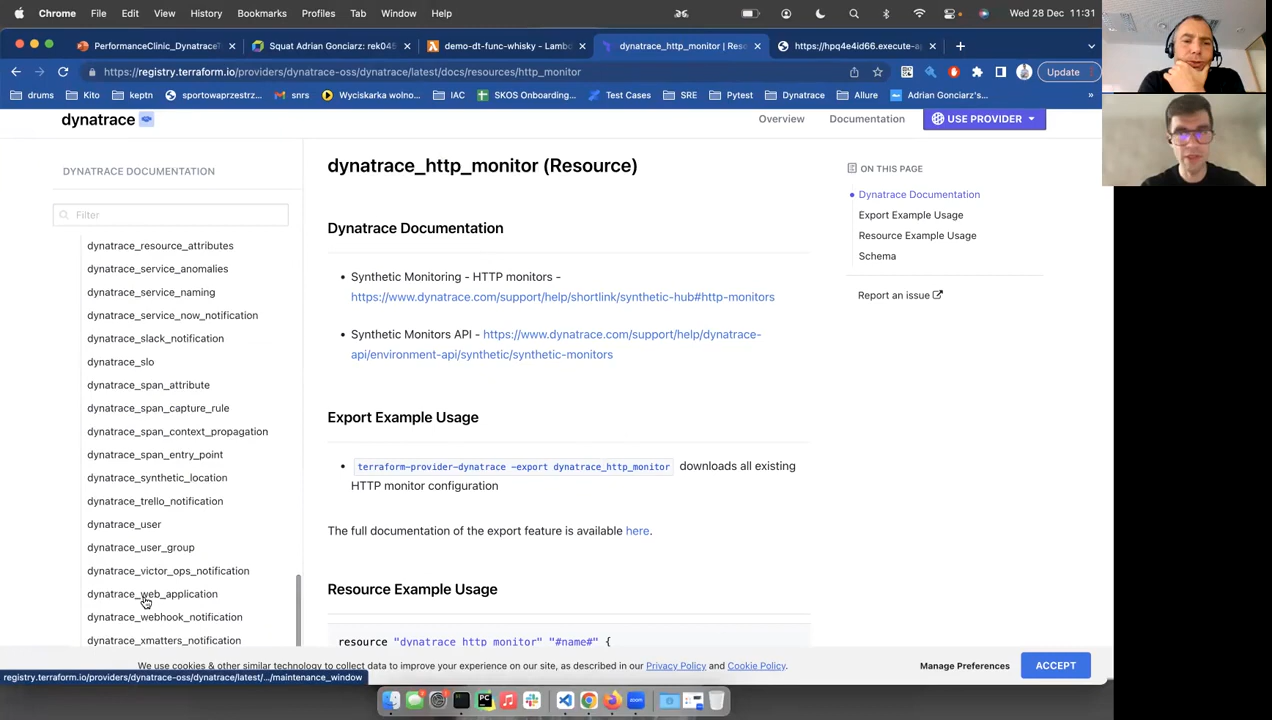 Chrome File Edit View History Bookmarks Profiles Tab Window Help Wed 28 Dec 11:31
PerformanceClinic_DynatraceT
Squat Adrian Gonciarz: rek045
demo-dt-func-whisky - Lamb
dynatrace_http_monitor | Reso
https://hpq4e4id66.execute-a
https://registry.terraform.io/providers/dynatrace-oss/dynatrace/latest/docs/resources/http_monitor
Update
drums Kito keptn sportowaprzestrz... snrs Wyciskarka wolno... IAC SKOS Onboarding... Test Cases SRE Pytest Dynatrace Allure Adrian Gonciarz's... »
dynatrace
Overview Documentation USE PROVIDER
DYNATRACE DOCUMENTATION
Filter
dynatrace_resource_attributes
dynatrace_service_anomalies
dynatrace_service_naming
dynatrace_service_now_notification
dynatrace_slack_notification
dynatrace_slo
dynatrace_span_attribute
dynatrace_span_capture_rule
dynatrace_span_context_propagation
dynatrace_span_entry_point
dynatrace_synthetic_location
dynatrace_trello_notification
dynatrace_user
dynatrace_user_group
dynatrace_victor_ops_notification
dynatrace_web_application
dynatrace_webhook_notification
dynatrace_xmatters_notification
dynatrace_http_monitor (Resource)
Dynatrace Documentation
• Synthetic Monitoring - HTTP monitors -
https://www.dynatrace.com/support/help/shortlink/synthetic-hub#http-monitors
• Synthetic Monitors API - https://www.dynatrace.com/support/help/dynatrace-
api/environment-api/synthetic/synthetic-monitors
Export Example Usage
• terraform-provider-dynatrace -export dynatrace_http_monitor downloads all existing
HTTP monitor configuration
The full documentation of the export feature is available here.
Resource Example Usage
resource "dynatrace_http_monitor" "#name#" {
ON THIS PAGE
• Dynatrace Documentation
Export Example Usage
Resource Example Usage
Schema
Report an issue
We use cookies & other similar technology to collect data to improve your experience on our site, as described in our Privacy Policy and Cookie Policy.
Manage Preferences ACCEPT
registry.terraform.io/providers/dynatrace-oss/dynatrace/latest/.../maintenance_window